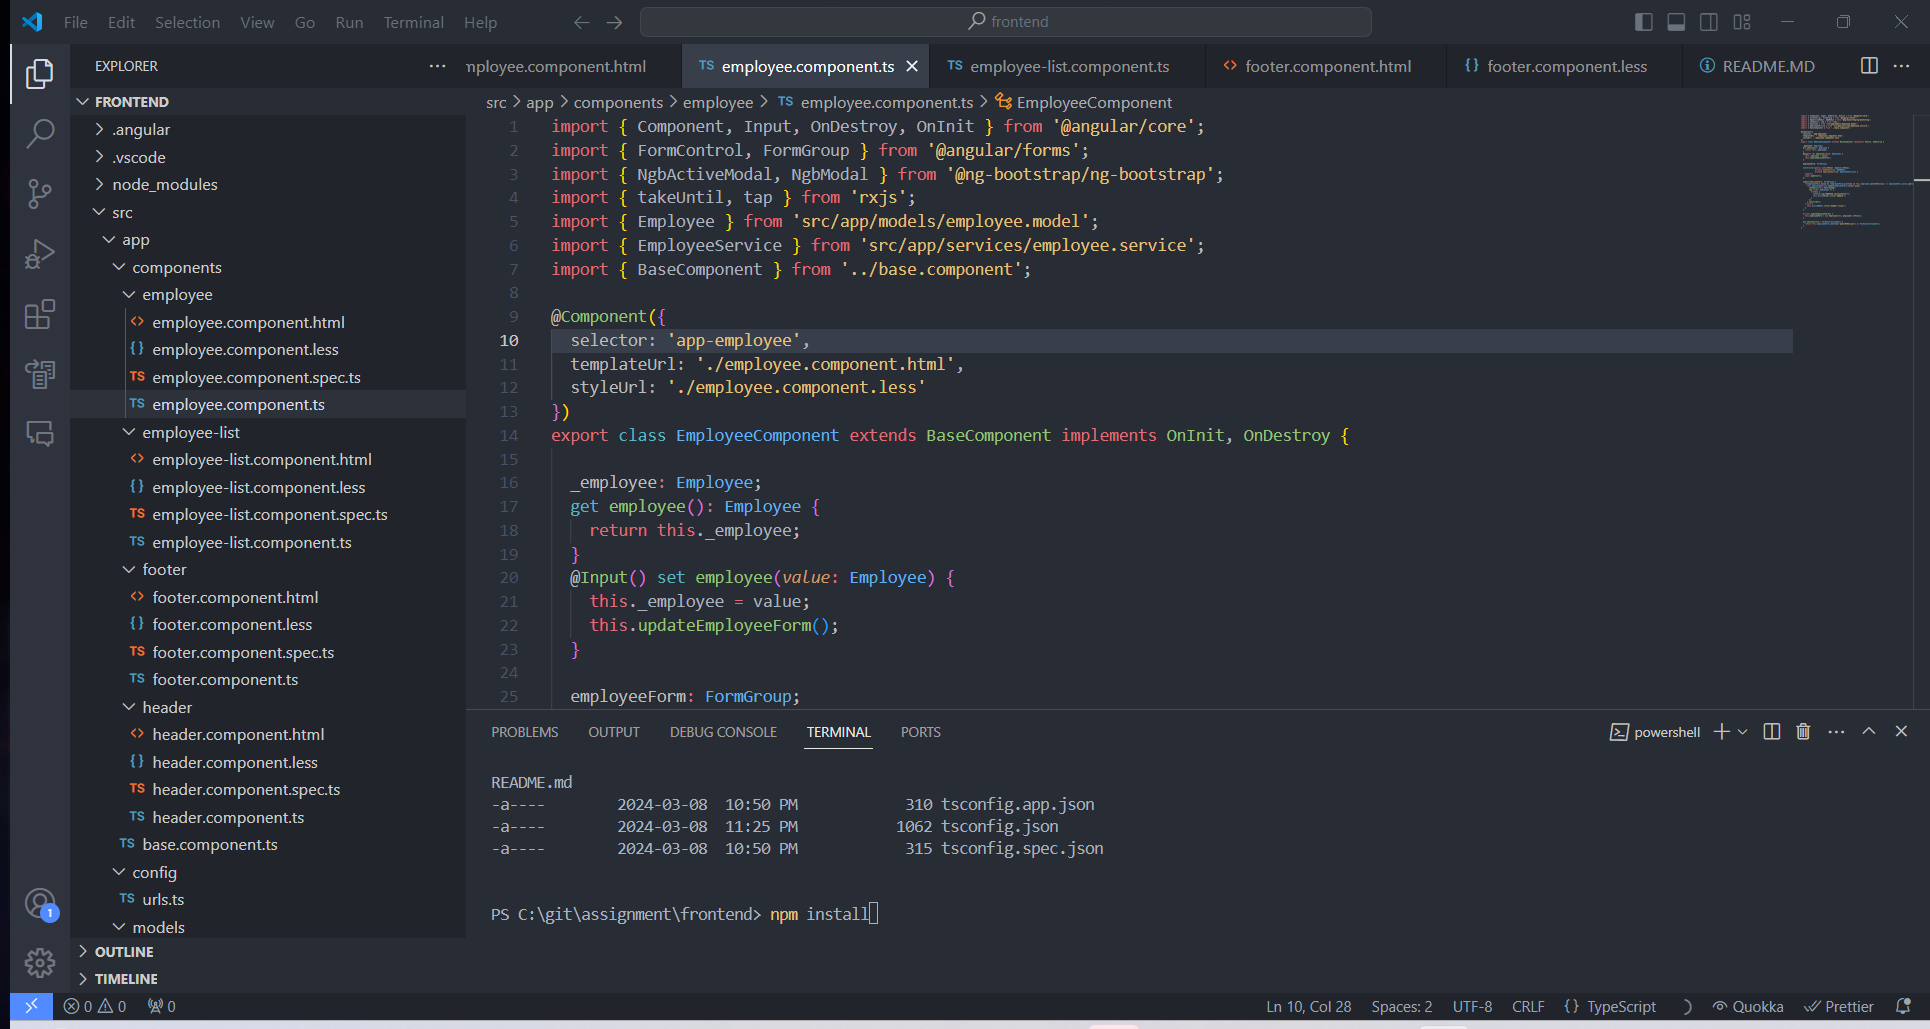 File Edit Selection View Go Run Terminal Help
frontend
EXPLORER
mployee.component.html
TS employee.component.ts
TS employee-list.component.ts
<> footer.component.html
{} footer.component.less
README.MD
src > app > components > employee > TS employee.component.ts > EmployeeComponent
FRONTEND
.angular
.vscode
node_modules
src
app
components
employee
<> employee.component.html
{} employee.component.less
TS employee.component.spec.ts
TS employee.component.ts
employee-list
<> employee-list.component.html
{} employee-list.component.less
TS employee-list.component.spec.ts
TS employee-list.component.ts
footer
<> footer.component.html
{} footer.component.less
TS footer.component.spec.ts
TS footer.component.ts
header
<> header.component.html
{} header.component.less
TS header.component.spec.ts
TS header.component.ts
TS base.component.ts
config
TS urls.ts
models
OUTLINE
TIMELINE
1 import { Component, Input, OnDestroy, OnInit } from '@angular/core';
2 import { FormControl, FormGroup } from '@angular/forms';
3 import { NgbActiveModal, NgbModal } from '@ng-bootstrap/ng-bootstrap';
4 import { takeUntil, tap } from 'rxjs';
5 import { Employee } from 'src/app/models/employee.model';
6 import { EmployeeService } from 'src/app/services/employee.service';
7 import { BaseComponent } from '../base.component';
8
9 @Component({
10 selector: 'app-employee',
11 templateUrl: './employee.component.html',
12 styleUrl: './employee.component.less'
13 })
14 export class EmployeeComponent extends BaseComponent implements OnInit, OnDestroy {
15
16 _employee: Employee;
17 get employee(): Employee {
18 return this._employee;
19 }
20 @Input() set employee(value: Employee) {
21 this._employee = value;
22 this.updateEmployeeForm();
23 }
24
25 employeeForm: FormGroup;
PROBLEMS OUTPUT DEBUG CONSOLE TERMINAL PORTS
powershell
README.md
-a---- 2024-03-08 10:50 PM 310 tsconfig.app.json
-a---- 2024-03-08 11:25 PM 1062 tsconfig.json
-a---- 2024-03-08 10:50 PM 315 tsconfig.spec.json
PS C:\git\assignment\frontend> npm install
1
0 0 0
Ln 10, Col 28 Spaces: 2 UTF-8 CRLF {} TypeScript Quokka Prettier